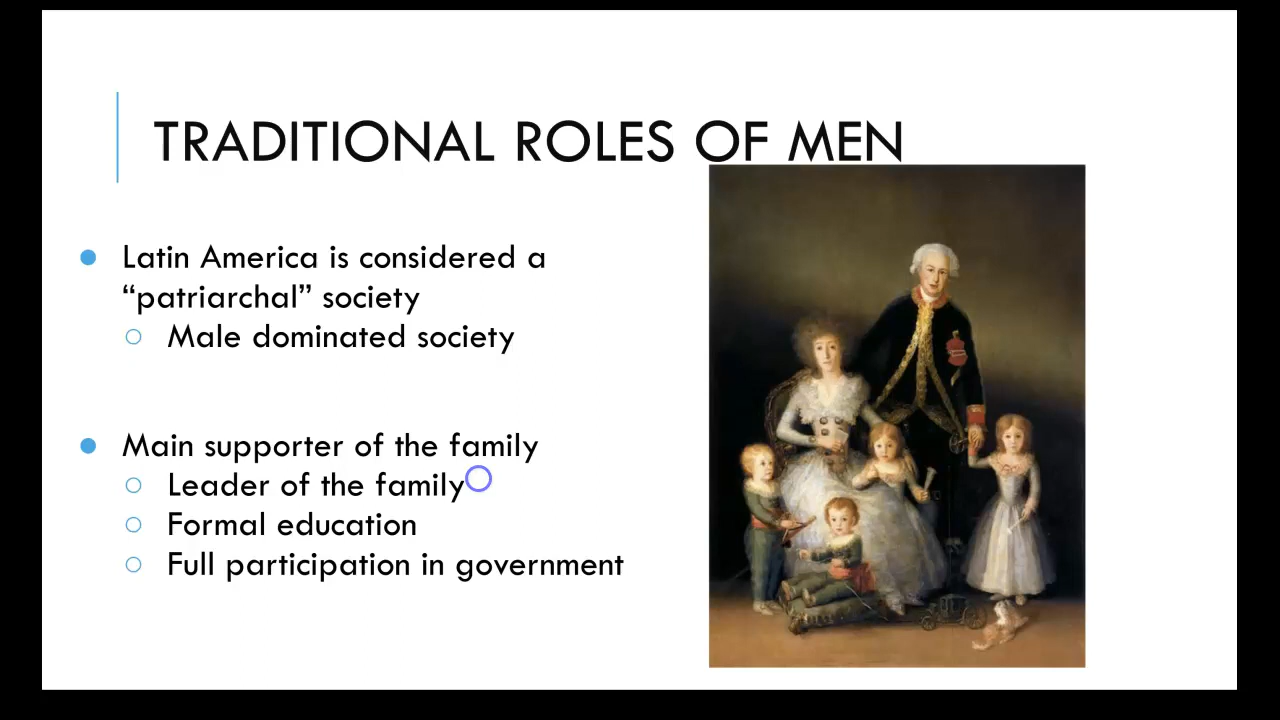 TRADITIONAL ROLES OF MEN
Latin America is considered a
“patriarchal” society
Male dominated society
Main supporter of the family
Leader of the family
Formal education
Full participation in government